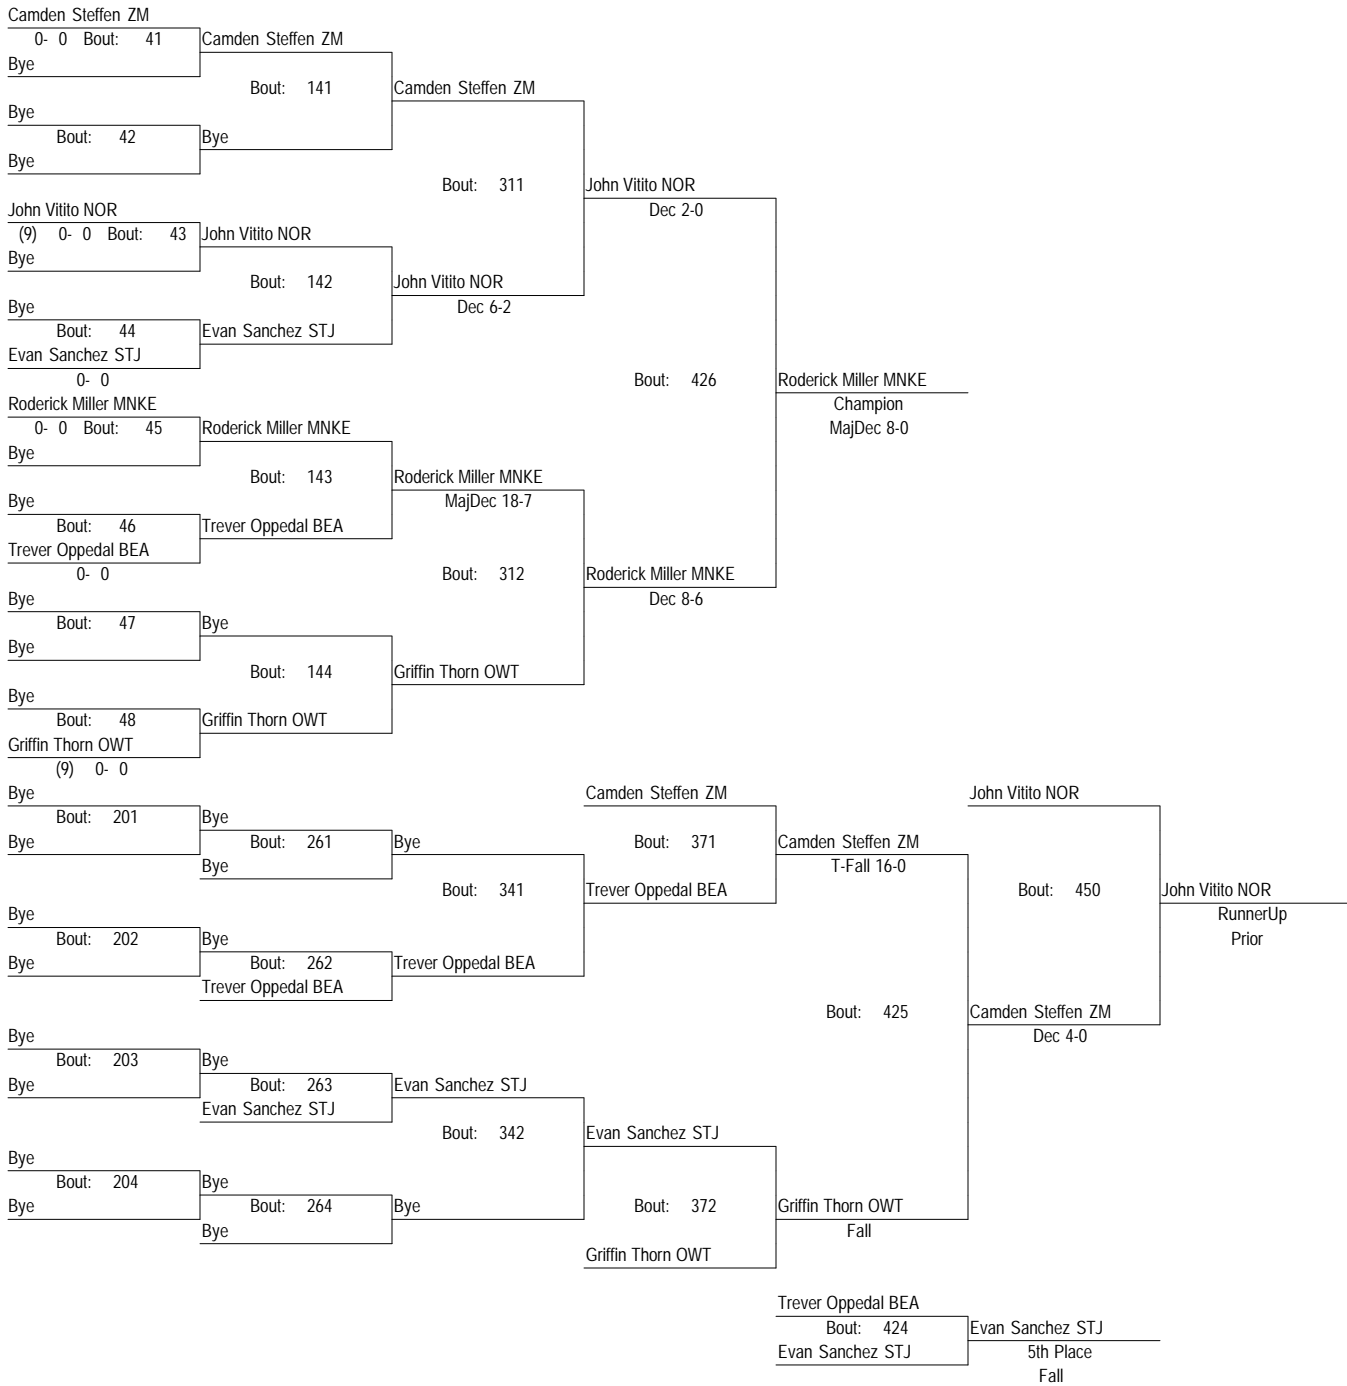 Camden Steffen ZM
0- 0 Bout: 41 Camden Steffen ZM
Bye
Bout: 141 Camden Steffen ZM
Bye
Bout: 42 Bye
Bye
Bout: 311 John Vitito NOR
John Vitito NOR Dec 2-0
(9) 0- 0 Bout: 43 John Vitito NOR
Bye
Bout: 142 John Vitito NOR
Bye Dec 6-2
Bout: 44 Evan Sanchez STJ
Evan Sanchez STJ
0- 0 Bout: 426 Roderick Miller MNKE
Roderick Miller MNKE Champion
0- 0 Bout: 45 Roderick Miller MNKE MajDec 8-0
Bye
Bout: 143 Roderick Miller MNKE
Bye MajDec 18-7
Bout: 46 Trever Oppedal BEA
Trever Oppedal BEA
0- 0 Bout: 312 Roderick Miller MNKE
Bye Dec 8-6
Bout: 47 Bye
Bye
Bout: 144 Griffin Thorn OWT
Bye
Bout: 48 Griffin Thorn OWT
Griffin Thorn OWT
(9) 0- 0
Bye Camden Steffen ZM John Vitito NOR
Bout: 201 Bye
Bye Bout: 261 Bye Bout: 371 Camden Steffen ZM
Bye T-Fall 16-0
Bout: 341 Trever Oppedal BEA Bout: 450 John Vitito NOR
Bye RunnerUp
Bout: 202 Bye Prior
Bye Bout: 262 Trever Oppedal BEA
Trever Oppedal BEA
Bout: 425 Camden Steffen ZM
Bye Dec 4-0
Bout: 203 Bye
Bye Bout: 263 Evan Sanchez STJ
Evan Sanchez STJ
Bout: 342 Evan Sanchez STJ
Bye
Bout: 204 Bye
Bye Bout: 264 Bye Bout: 372 Griffin Thorn OWT
Bye Fall
Griffin Thorn OWT
Trever Oppedal BEA
Bout: 424 Evan Sanchez STJ
Evan Sanchez STJ 5th Place
Fall